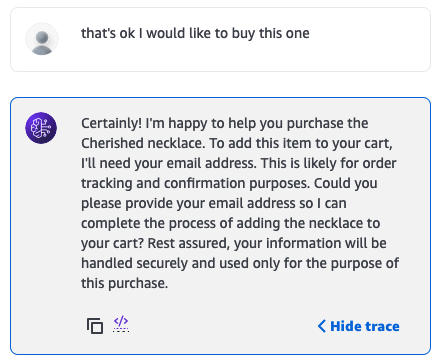 that's ok I would like to buy this one
Certainly! I'm happy to help you purchase the
Cherished necklace. To add this item to your cart,
I'll need your email address. This is likely for order
tracking and confirmation purposes. Could you
please provide your email address so I can
complete the process of adding the necklace to
your cart? Rest assured, your information will be
handled securely and used only for the purpose of
this purchase.
Hide trace